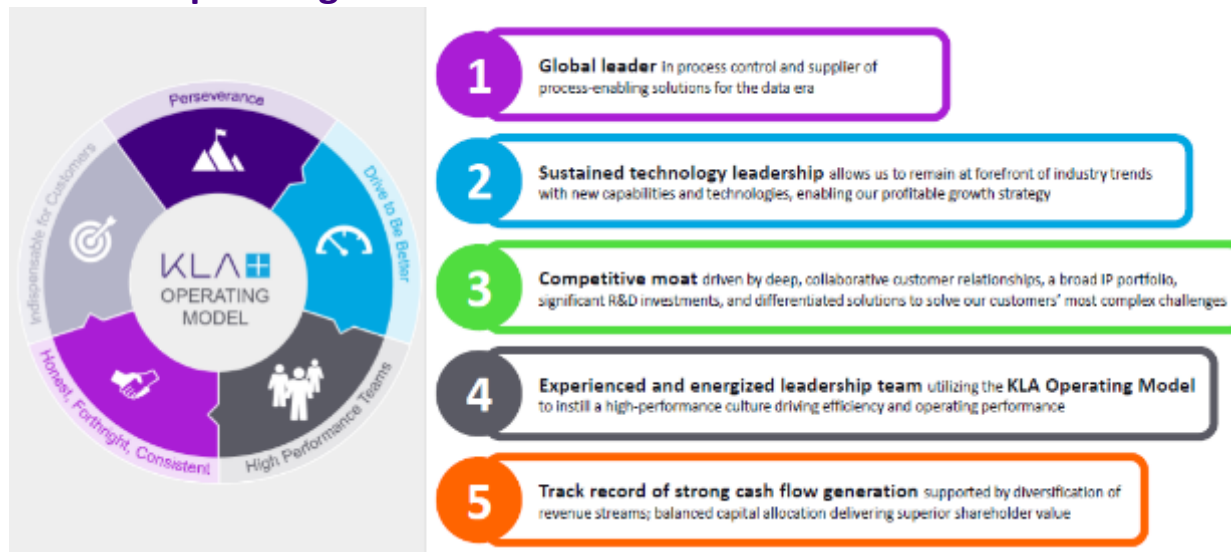 Perseverance
Drive to Be Better
High Performance Teams
Honest, Forthright, Consistent
Indispensable for Customers
KLA
OPERATING
MODEL
1
Global leader in process control and supplier of
process-enabling solutions for the data era
2
Sustained technology leadership allows us to remain at forefront of industry trends
with new capabilities and technologies, enabling our profitable growth strategy
3
Competitive moat driven by deep, collaborative customer relationships, a broad IP portfolio,
significant R&D investments, and differentiated solutions to solve our customers' most complex challenges
4
Experienced and energized leadership team utilizing the KLA Operating Model
to instill a high-performance culture driving efficiency and operating performance
5
Track record of strong cash flow generation supported by diversification of
revenue streams; balanced capital allocation delivering superior shareholder value